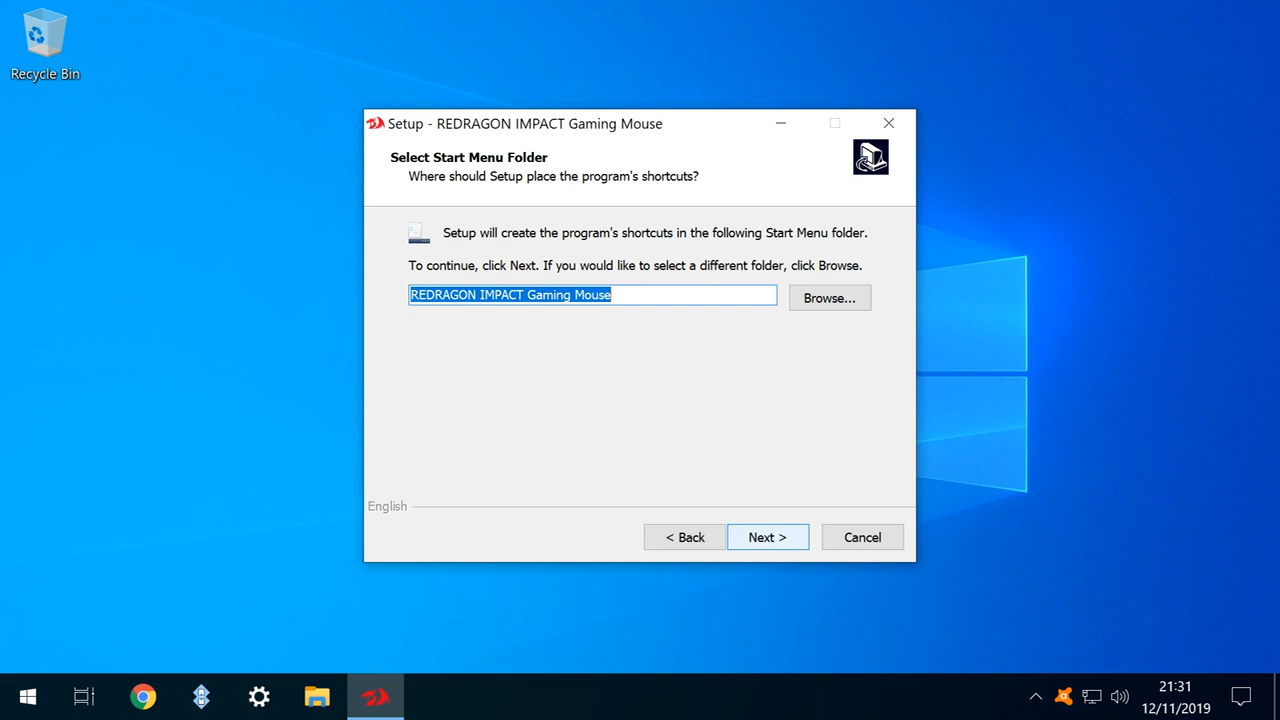 Recycle Bin
Setup - REDRAGON IMPACT Gaming Mouse
Select Start Menu Folder
Where should Setup place the program's shortcuts?
Setup will create the program's shortcuts in the following Start Menu folder.
To continue, click Next. If you would like to select a different folder, click Browse.
REDRAGON IMPACT Gaming Mouse
Browse...
English
< Back
Next >
Cancel
21:31
12/11/2019